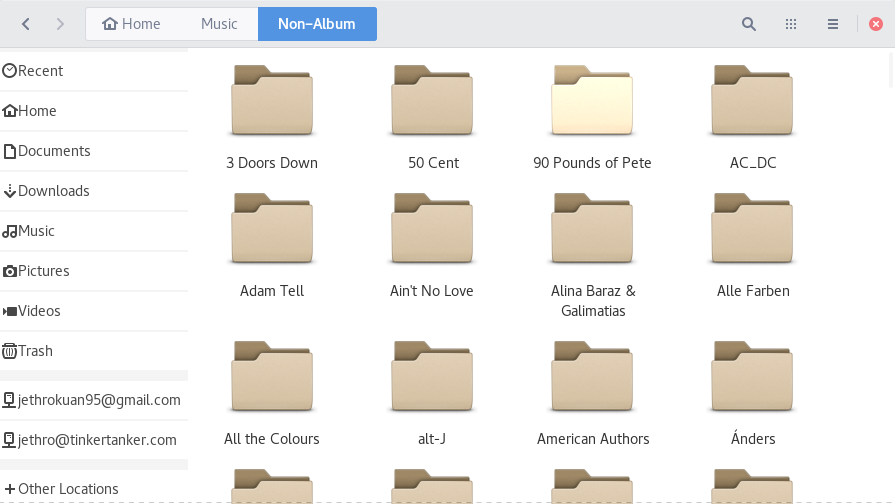 Home Music Non-Album
Recent
Home
Documents
Downloads
Music
Pictures
Videos
Trash
jethrokuan95@gmail.com
jethro@tinkertanker.com
Other Locations
3 Doors Down 50 Cent 90 Pounds of Pete AC_DC
Adam Tell Ain't No Love Alina Baraz & Alle Farben
Galimatias
All the Colours alt-J American Authors Ánders